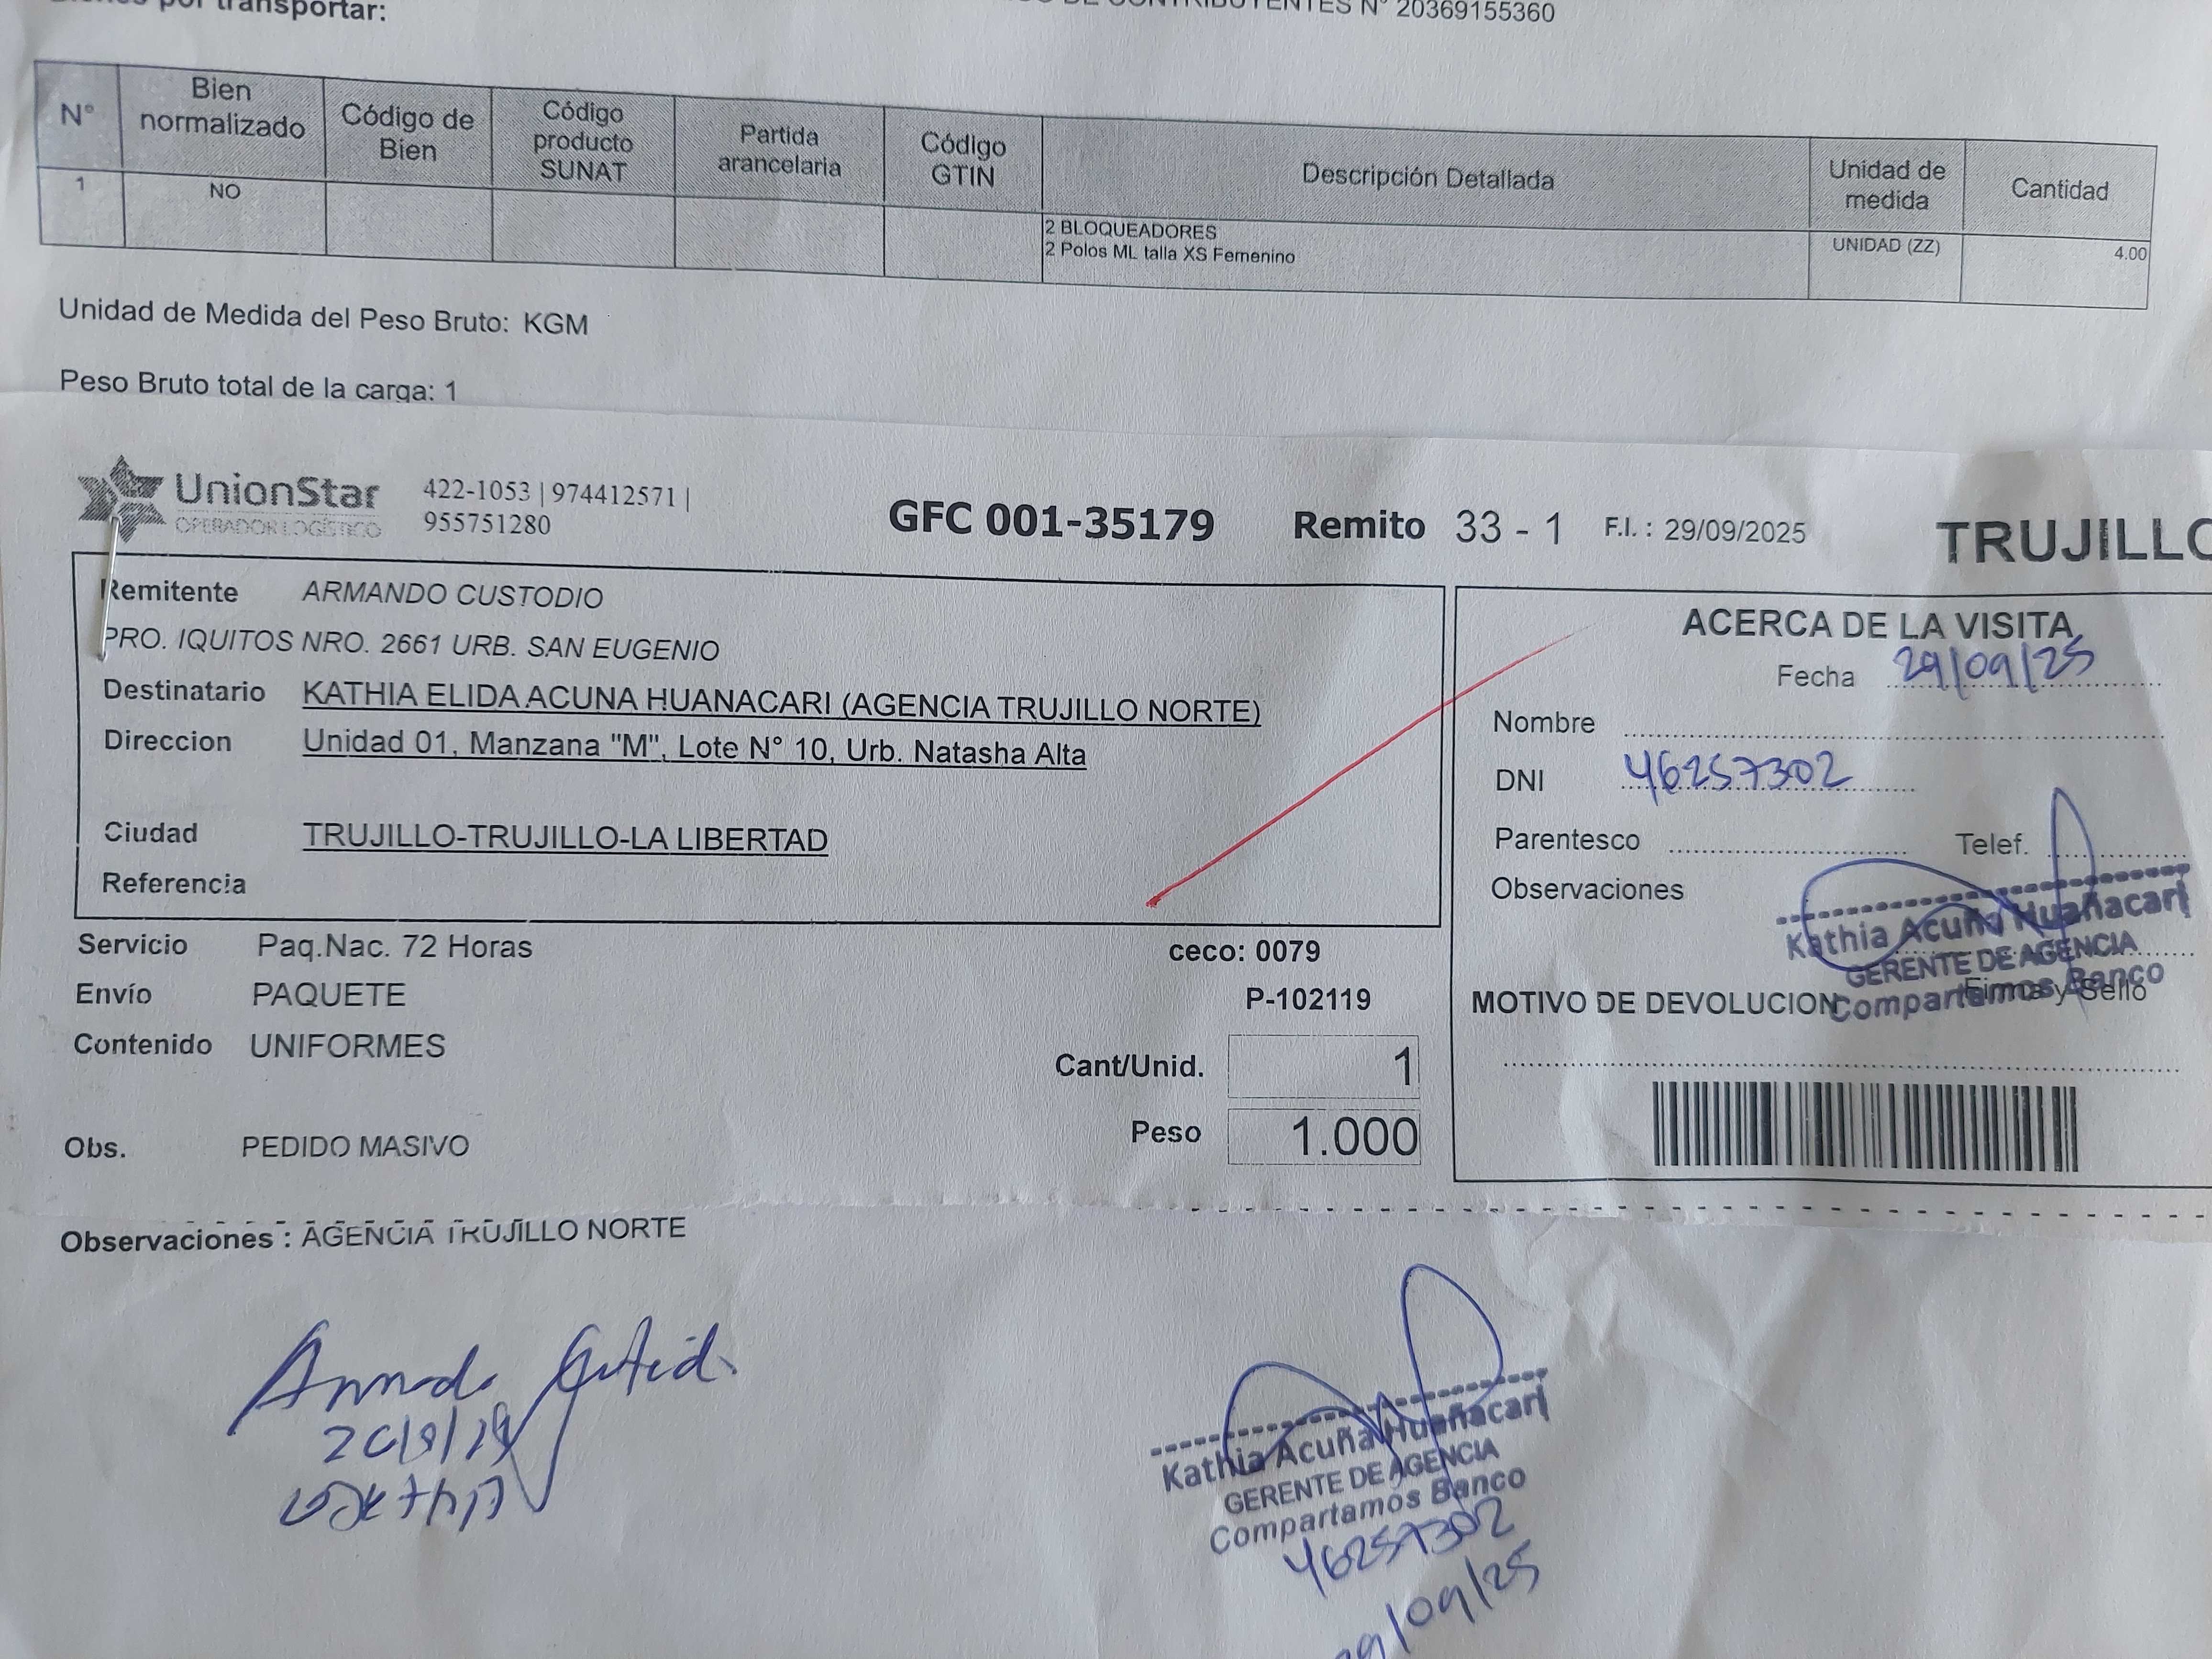 por transportar:
CONTRIBUYENTES N° 20369155360
N° Bien normalizado Código de Bien Código producto SUNAT Partida arancelaria Código GTIN Descripción Detallada Unidad de medida Cantidad
1 NO 2 BLOQUEADORES UNIDAD (ZZ) 4.00
2 Polos ML talla XS Femenino
Unidad de Medida del Peso Bruto: KGM
Peso Bruto total de la carga: 1
UnionStar
OPERADOR LOGÍSTICO
422-1053 | 974412571 |
955751280
GFC 001-35179 Remito 33 - 1 F.I. : 29/09/2025 TRUJILLO
Remitente ARMANDO CUSTODIO
PRO. IQUITOS NRO. 2661 URB. SAN EUGENIO
Destinatario KATHIA ELIDA ACUNA HUANACARI (AGENCIA TRUJILLO NORTE)
Direccion Unidad 01, Manzana "M", Lote N° 10, Urb. Natasha Alta
Ciudad TRUJILLO-TRUJILLO-LA LIBERTAD
Referencia
Servicio Paq.Nac. 72 Horas ceco: 0079
Envío PAQUETE P-102119
Contenido UNIFORMES
Cant/Unid. 1
Peso 1.000
Obs. PEDIDO MASIVO
ACERCA DE LA VISITA
Fecha 29/09/25
Nombre
DNI 46257302
Parentesco Telef.
Observaciones
Kathia Acuña Huañacari
GERENTE DE AGENCIA
Compartamos Banco
Firma y Sello
MOTIVO DE DEVOLUCION
Observaciones : AGENCIA TRUJILLO NORTE
Kathia Acuña Huañacari
GERENTE DE AGENCIA
Compartamos Banco
46257302
/09/25